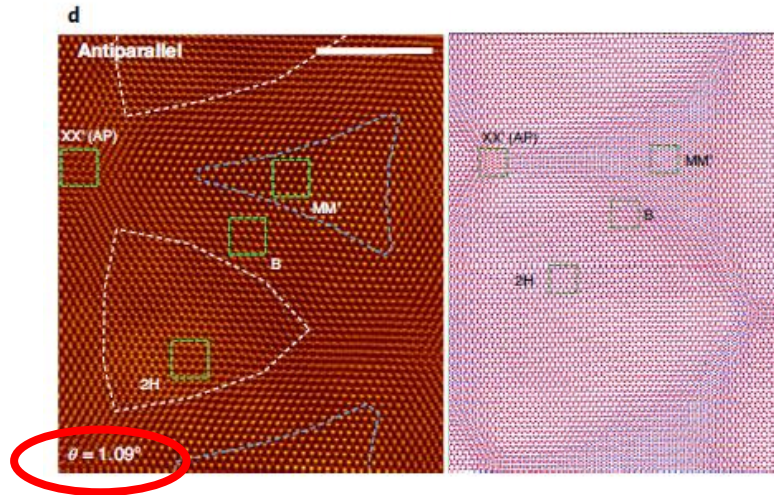 d
Antiparallel
XX' (AP)
MM'
B
2H
θ = 1.09°
XX' (AP)
MM'
B
2H